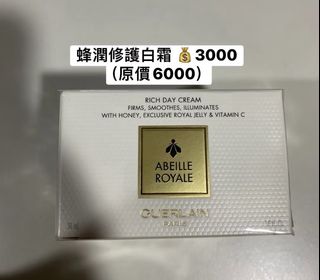 蜂潤修護白霜 💰3000
（原價6000）
RICH DAY CREAM
FIRMS, SMOOTHES, ILLUMINATES
WITH HONEY, EXCLUSIVE ROYAL JELLY & VITAMIN C
ABEILLE
ROYALE
GUERLAIN
PARIS